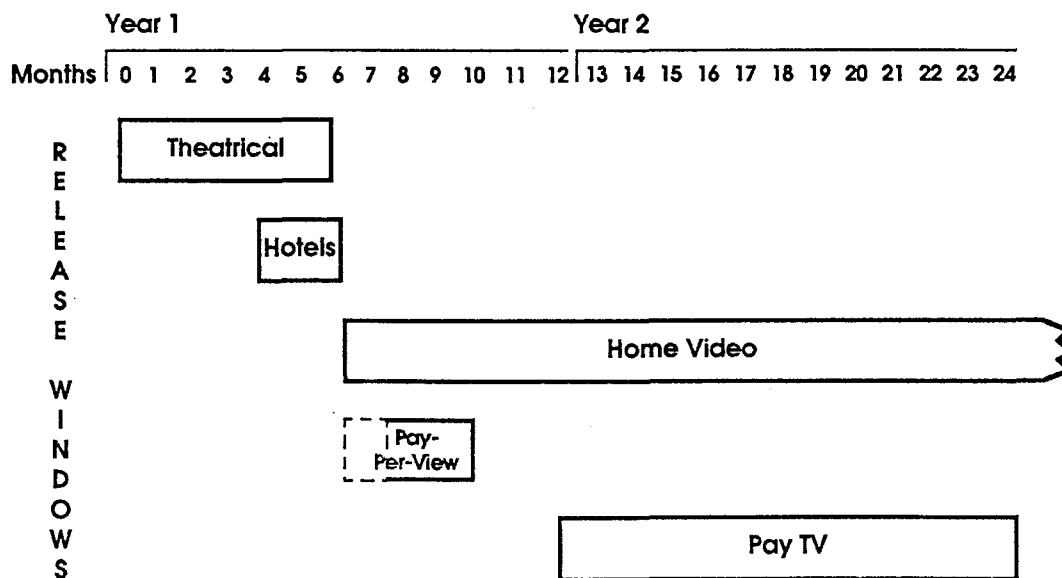 Year 1 Year 2
Months 0 1 2 3 4 5 6 7 8 9 10 11 12 13 14 15 16 17 18 19 20 21 22 23 24
RELEASE WINDOWS
Theatrical
Hotels
Home Video
Pay-
Per-View
Pay TV